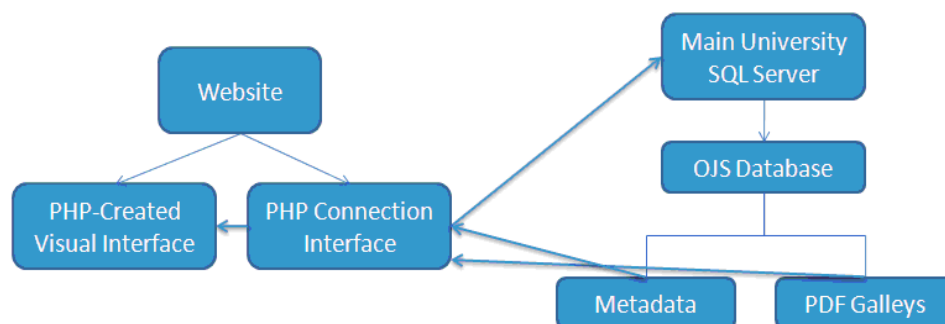 Main University
SQL Server
Website
OJS Database
PHP-Created
Visual Interface
PHP Connection
Interface
Metadata
PDF Galleys